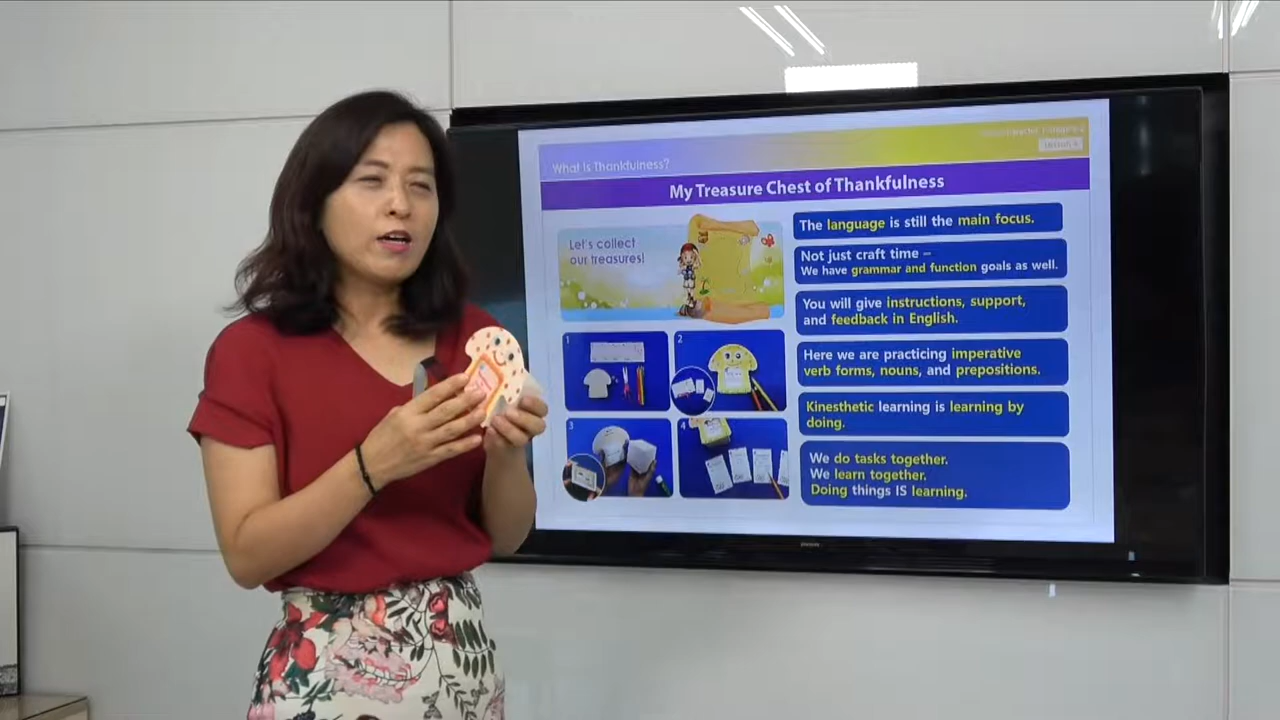 What Is Thankfulness?
My Treasure Chest of Thankfulness
Let's collect
our treasures!
1
2
3
4
The language is still the main focus.
Not just craft time –
We have grammar and function goals as well.
You will give instructions, support,
and feedback in English.
Here we are practicing imperative
verb forms, nouns, and prepositions.
Kinesthetic learning is learning by
doing.
We do tasks together.
We learn together.
Doing things IS learning.